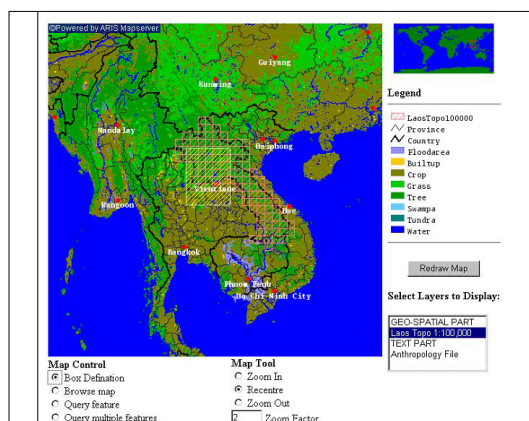 ©Powered by ARIS Mapserver
Guiyang
Kunming
Mandalay
Haiphong
Vientiane
Rangoon
Hue
Bangkok
Phnom Penh
Ho Chi Minh City
Legend
LaosTopo100000
Province
Country
Floodarea
Builtup
Crop
Grass
Tree
Swampa
Tundra
Water
Redraw Map
Select Layers to Display:
GEO-SPATIAL PART
Laos Topo 1:100,000
TEXT PART
Anthropology File
Map Control
Box Defination
Browse map
Query feature
Query multiple features
Map Tool
Zoom In
Recentre
Zoom Out
2 Zoom Factor